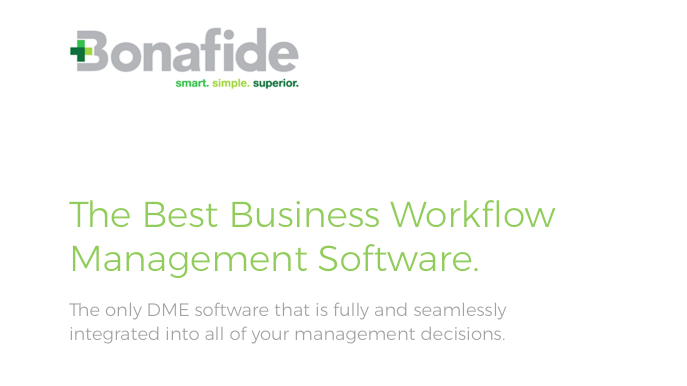 Bonafide
smart. simple. superior.
The Best Business Workflow
Management Software.
The only DME software that is fully and seamlessly
integrated into all of your management decisions.